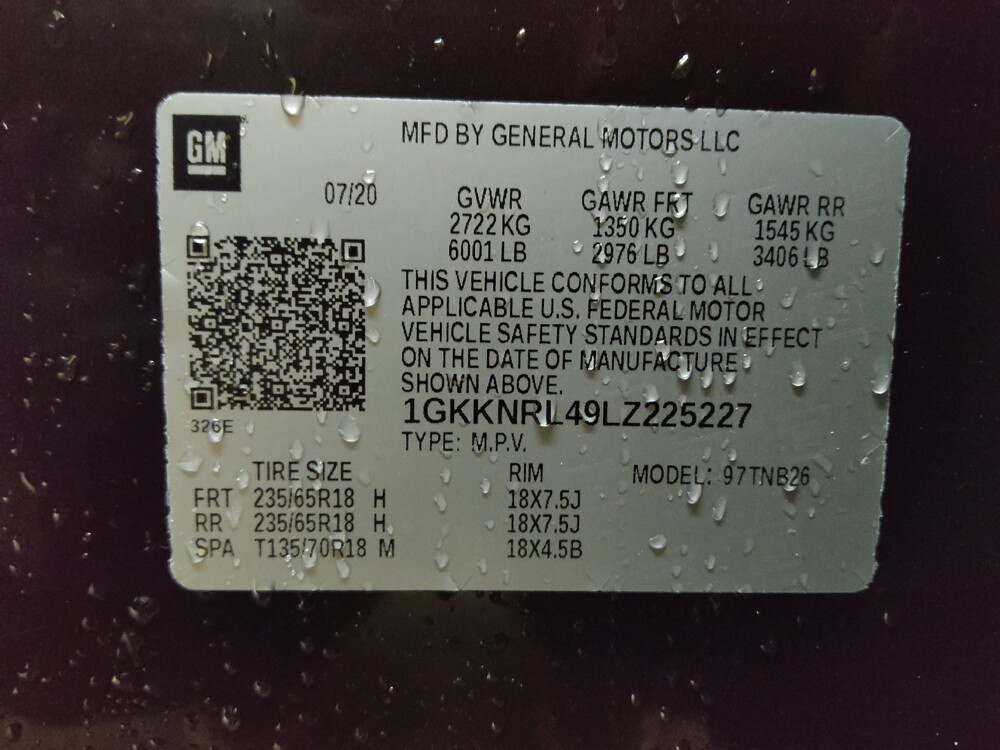 GM
MFD BY GENERAL MOTORS LLC
07/20
GVWR GAWR FRT GAWR RR
2722 KG 1350 KG 1545 KG
6001 LB 2976 LB 3406 LB
THIS VEHICLE CONFORMS TO ALL
APPLICABLE U.S. FEDERAL MOTOR
VEHICLE SAFETY STANDARDS IN EFFECT
ON THE DATE OF MANUFACTURE
SHOWN ABOVE.
1GKKNRL49LZ225227
326E
TYPE: M.P.V.
TIRE SIZE RIM MODEL: 97TNB26
FRT 235/65R18 H 18X7.5J
RR 235/65R18 H 18X7.5J
SPA T135/70R18 M 18X4.5B